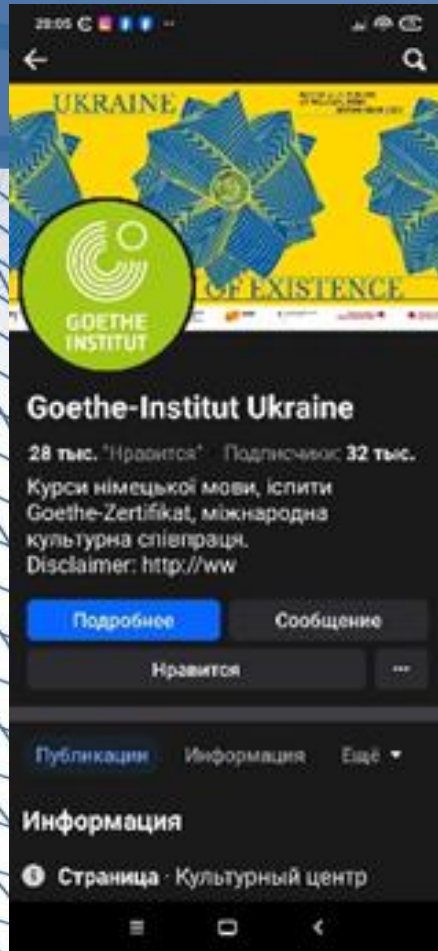 20:05
UKRAINE
OF EXISTENCE
GOETHE
INSTITUT
Goethe-Institut Ukraine
28 тыс. "Нравится" Подписчики: 32 тыс.
Курси німецької мови, іспити
Goethe-Zertifikat, міжнародна
культурна співпраця.
Disclaimer: http://ww
Подробнее
Сообщение
Нравится
Публикации Информация Ещё
Информация
Страница · Культурный центр